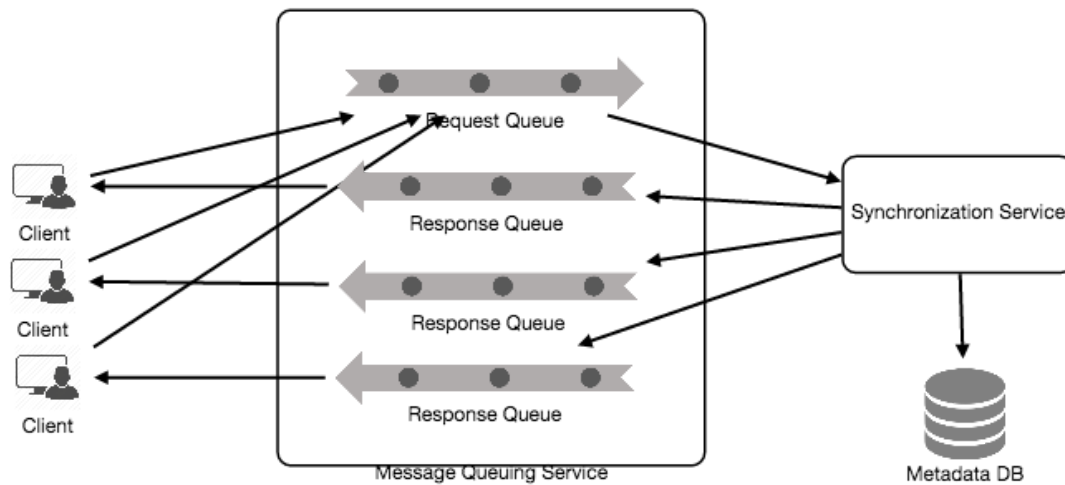 Request Queue
Client
Response Queue
Synchronization Service
Client
Response Queue
Client
Response Queue
Message Queuing Service
Metadata DB